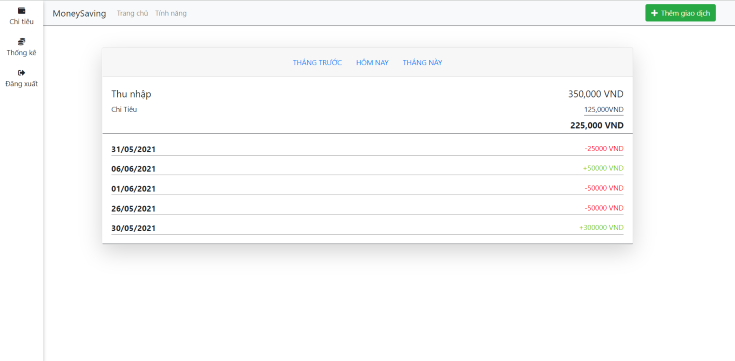 Chi tiêu
Thống kê
Đăng xuất
MoneySaving Trang chủ Tính năng
Thêm giao dịch
THÁNG TRƯỚC HÔM NAY THÁNG NÀY
Thu nhập 350,000 VND
Chi Tiêu 125,000VND
225,000 VND
31/05/2021 -25000 VND
06/06/2021 +50000 VND
01/06/2021 -50000 VND
26/05/2021 -50000 VND
30/05/2021 +300000 VND